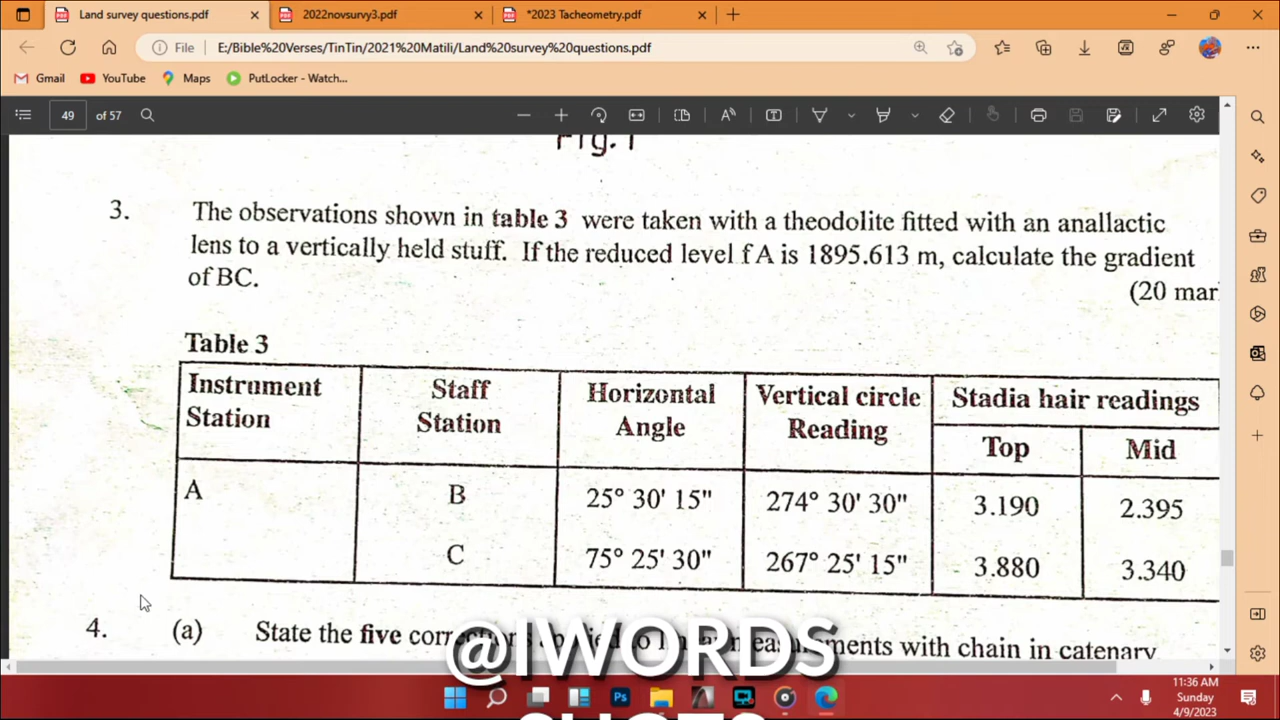 Land survey questions.pdf
2022novsurvy3.pdf
*2023 Tacheometry.pdf
File
E:/Bible%20Verses/TinTin/2021%20Matili/Land%20survey%20questions.pdf
Gmail
YouTube
Maps
PutLocker - Watch...
49 of 57
Fig.1
3. The observations shown in table 3 were taken with a theodolite fitted with an anallactic
lens to a vertically held stuff. If the reduced level f A is 1895.613 m, calculate the gradient
of BC.
(20 mar
Table 3
Instrument Station Staff Station Horizontal Angle Vertical circle Reading Stadia hair readings
Top Mid
A B 25° 30' 15" 274° 30' 30" 3.190 2.395
C 75° 25' 30" 267° 25' 15" 3.880 3.340
4. (a) State the five corrections applied to linear measurements with chain in catenary
@IWORDS
11:36 AM
Sunday
4/9/2023